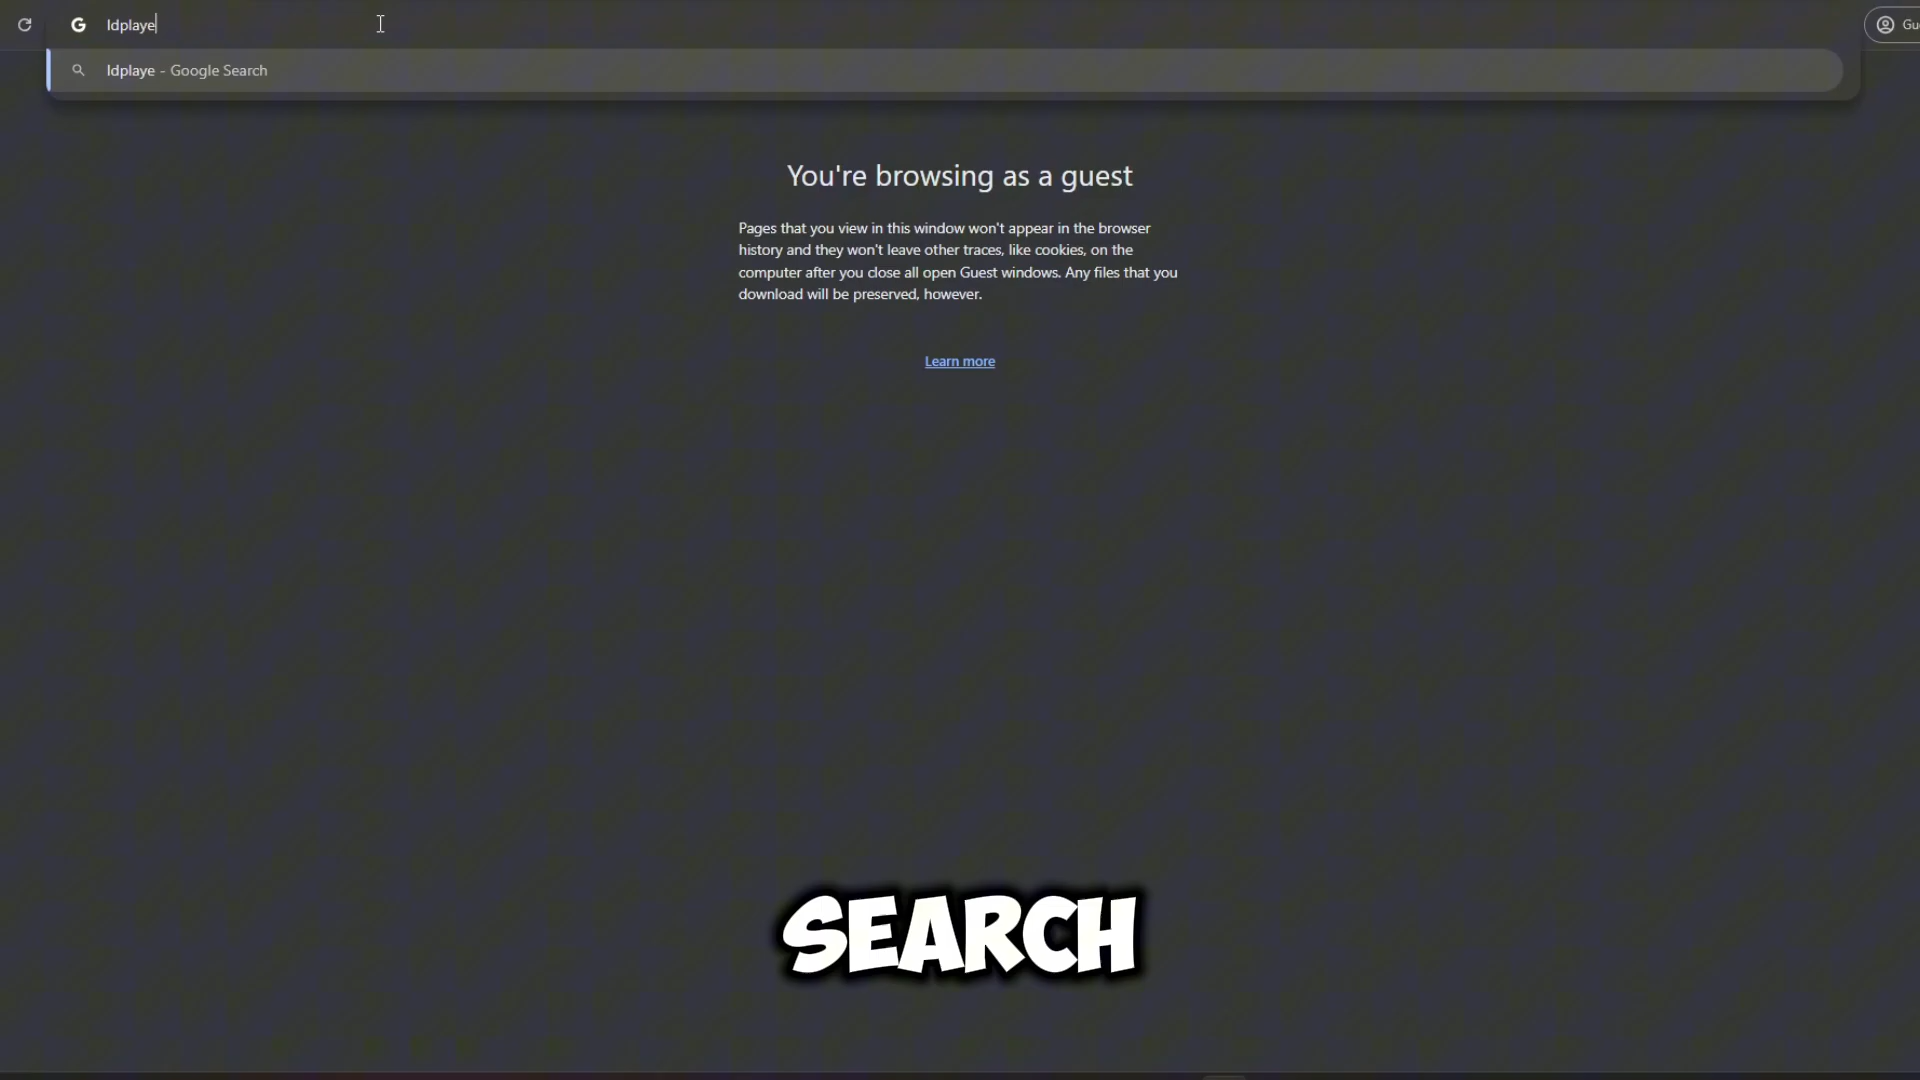 ldplaye
ldplaye - Google Search
You're browsing as a guest
Pages that you view in this window won't appear in the browser
history and they won't leave other traces, like cookies, on the
computer after you close all open Guest windows. Any files that you
download will be preserved, however.
Learn more
SEARCH